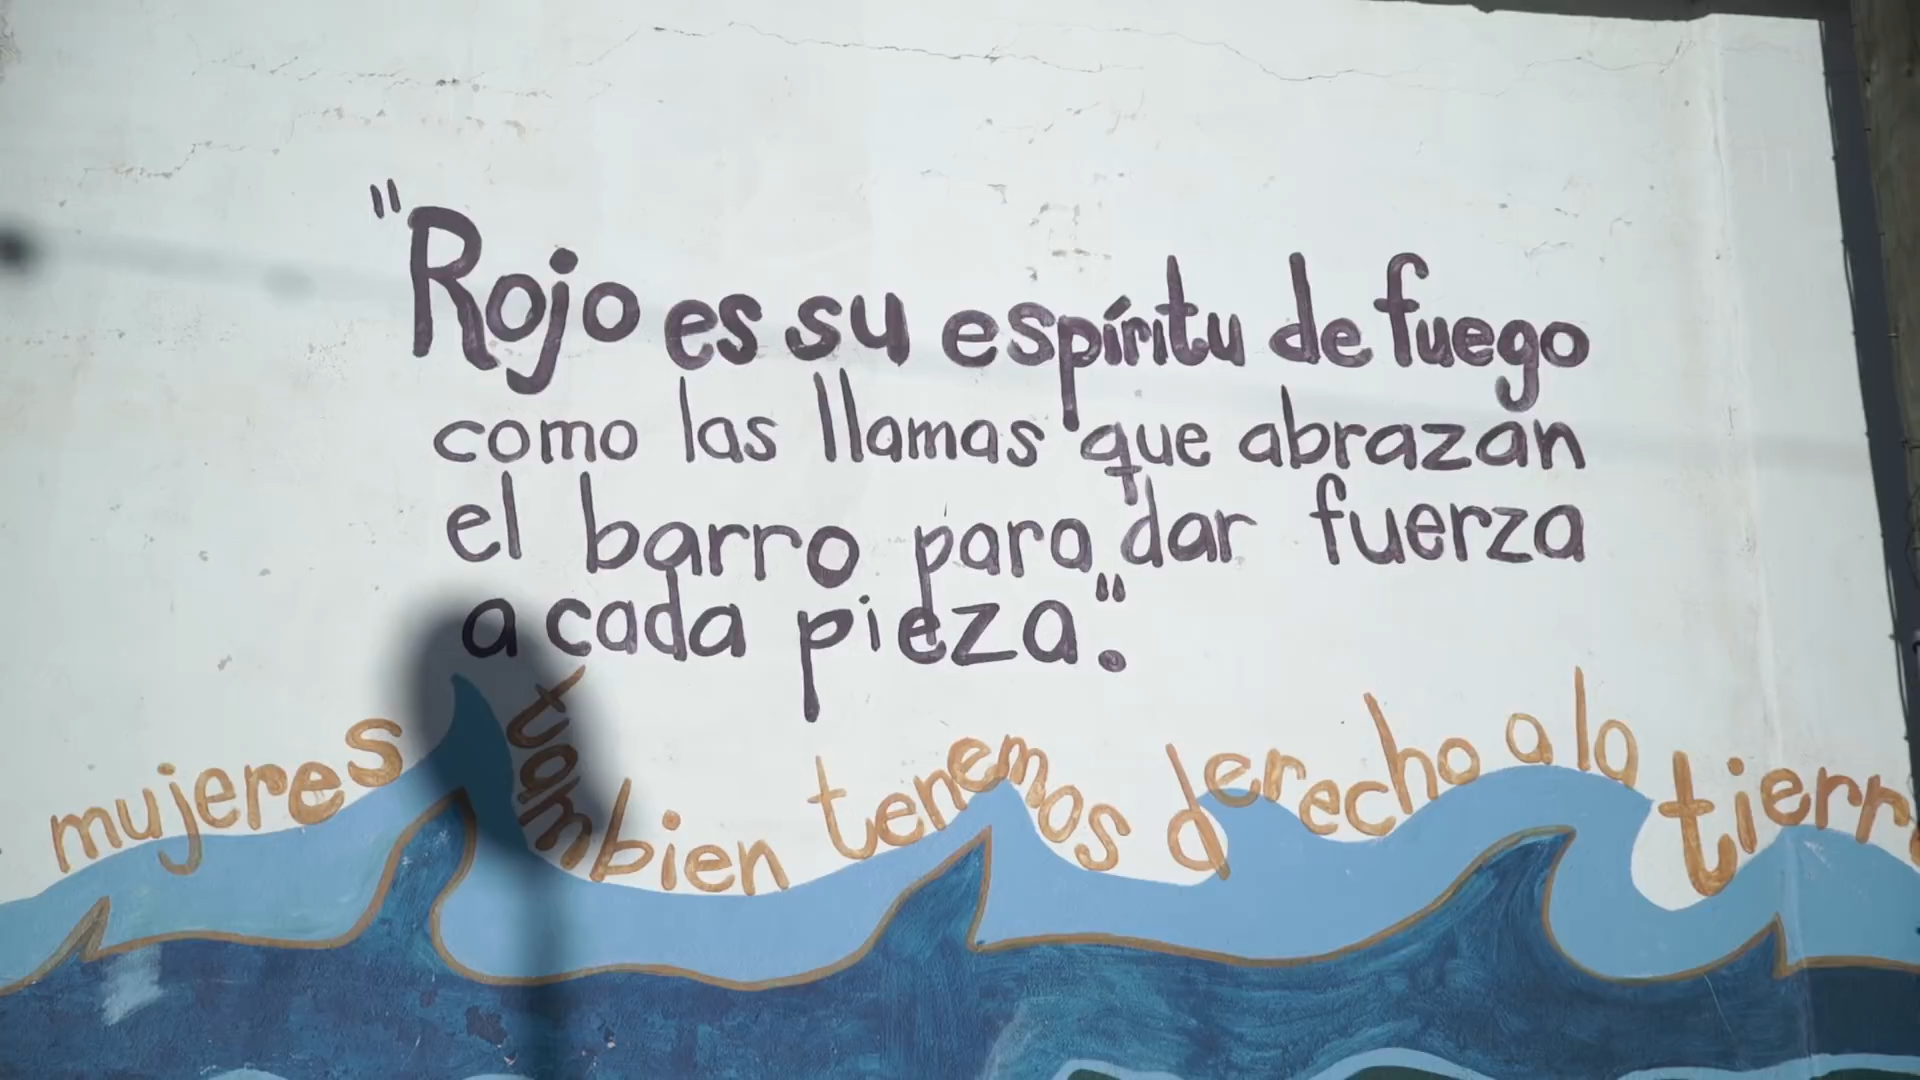 "Rojo es su espíritu de fuego
como las llamas que abrazan
el barro para dar fuerza
a cada pieza."
mujeres tambien tenemos derecho a la tierra